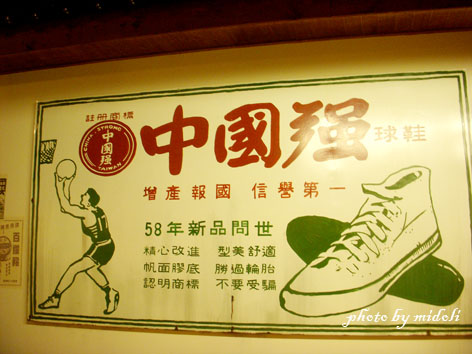 註冊商標
CHINA-STRONG
中國强
TAIWAN
中國强球鞋
增產報國 信譽第一
58年新品問世
精心改進 型美舒適
帆面膠底 勝過輪胎
認明商標 不要受騙
photo by midoli